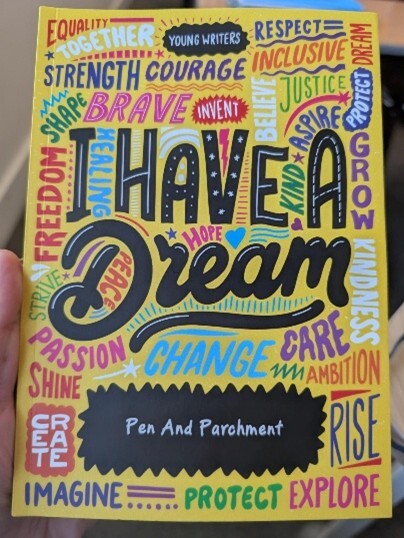 EQUALITY
TOGETHER
YOUNG WRITERS
RESPECT
DREAM
STRENGTH
COURAGE
INCLUSIVE
SHAPE
BRAVE
INVENT
BELIEVE
JUSTICE
PROTECT
ASPIRE
FREEDOM
HEALING
I HAVE A
KIND
&
GROW
HOPE
Dream
STRIVE
PEACE
KINDNESS
PASSION
CHANGE
CARE
SHINE
AMBITION
CREATE
Pen And Parchment
RISE
IMAGINE
PROTECT
EXPLORE